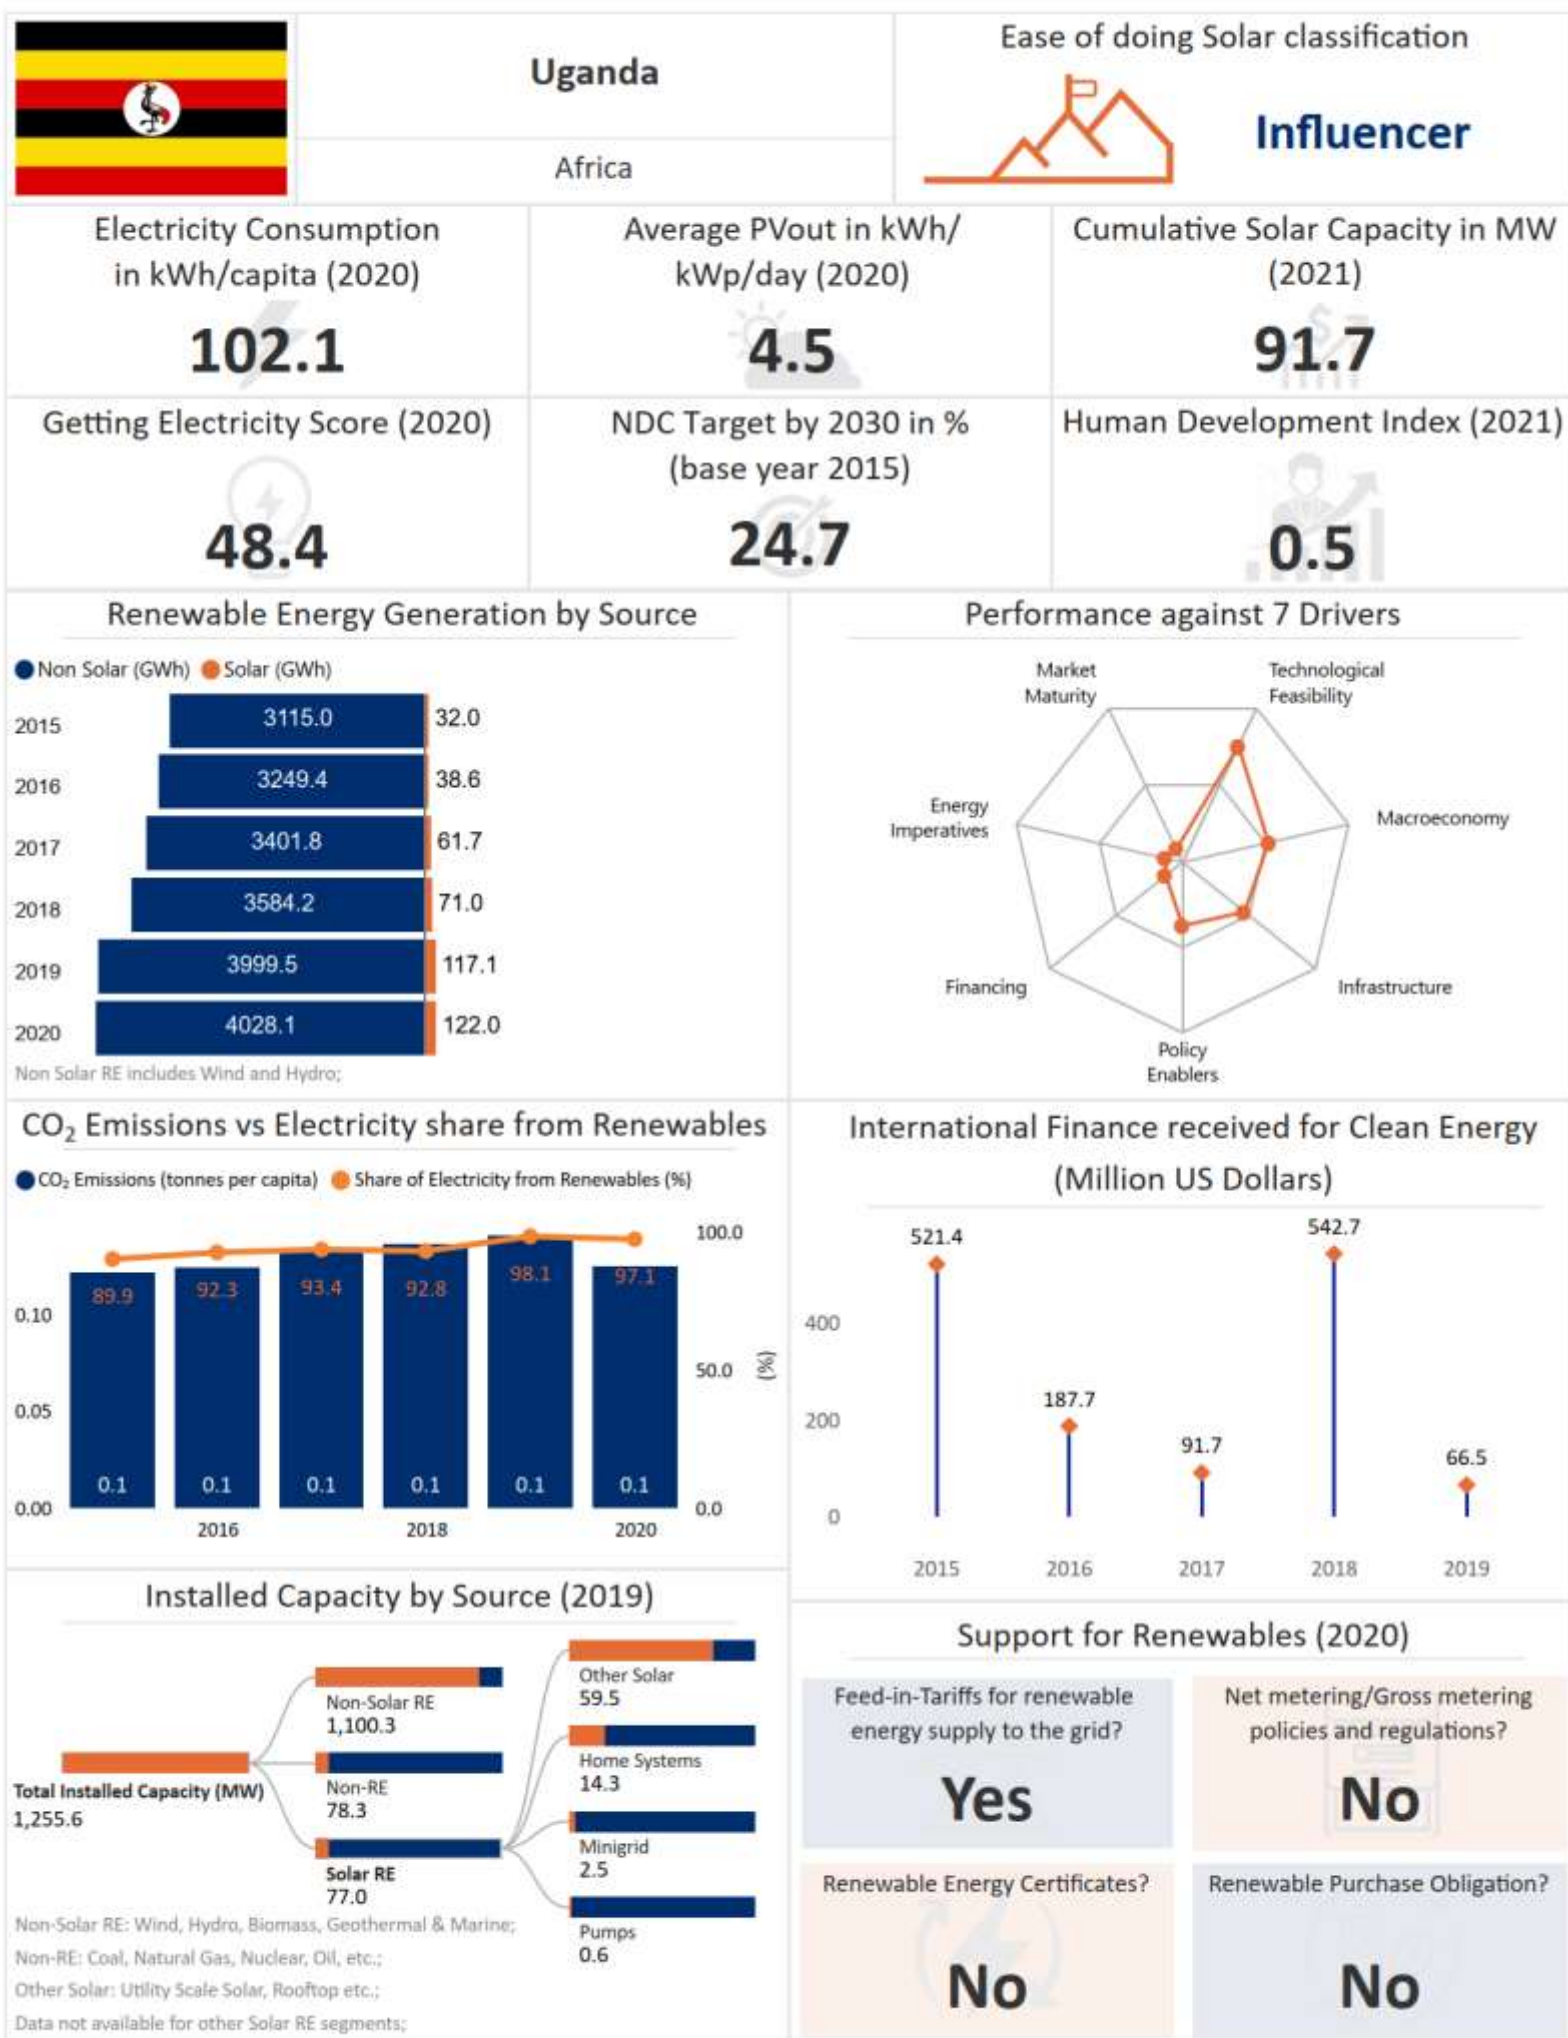 Uganda
Africa
Ease of doing Solar classification
Influencer
Electricity Consumption
in kWh/capita (2020)
102.1
Average PVout in kWh/
kWp/day (2020)
4.5
Cumulative Solar Capacity in MW
(2021)
91.7
Getting Electricity Score (2020)
48.4
NDC Target by 2030 in %
(base year 2015)
24.7
Human Development Index (2021)
0.5
Renewable Energy Generation by Source
Non Solar (GWh) Solar (GWh)
2015 3115.0 32.0
2016 3249.4 38.6
2017 3401.8 61.7
2018 3584.2 71.0
2019 3999.5 117.1
2020 4028.1 122.0
Non Solar RE includes Wind and Hydro;
Performance against 7 Drivers
Market
Maturity
Technological
Feasibility
Energy
Imperatives
Macroeconomy
Financing
Infrastructure
Policy
Enablers
CO₂ Emissions vs Electricity share from Renewables
CO₂ Emissions (tonnes per capita) Share of Electricity from Renewables (%)
100.0
89.9 92.3 93.4 92.8 98.1 97.1
0.10
50.0 (%)
0.05
0.1 0.1 0.1 0.1 0.1 0.1
0.00 0.0
2016 2018 2020
International Finance received for Clean Energy
(Million US Dollars)
521.4 542.7
400
187.7
200
91.7
66.5
0
2015 2016 2017 2018 2019
Installed Capacity by Source (2019)
Total Installed Capacity (MW)
1,255.6
Non-Solar RE
1,100.3
Non-RE
78.3
Solar RE
77.0
Other Solar
59.5
Home Systems
14.3
Minigrid
2.5
Pumps
0.6
Non-Solar RE: Wind, Hydro, Biomass, Geothermal & Marine;
Non-RE: Coal, Natural Gas, Nuclear, Oil, etc.;
Other Solar: Utility Scale Solar, Rooftop etc.;
Data not available for other Solar RE segments;
Support for Renewables (2020)
Feed-in-Tariffs for renewable
energy supply to the grid?
Yes
Net metering/Gross metering
policies and regulations?
No
Renewable Energy Certificates?
No
Renewable Purchase Obligation?
No